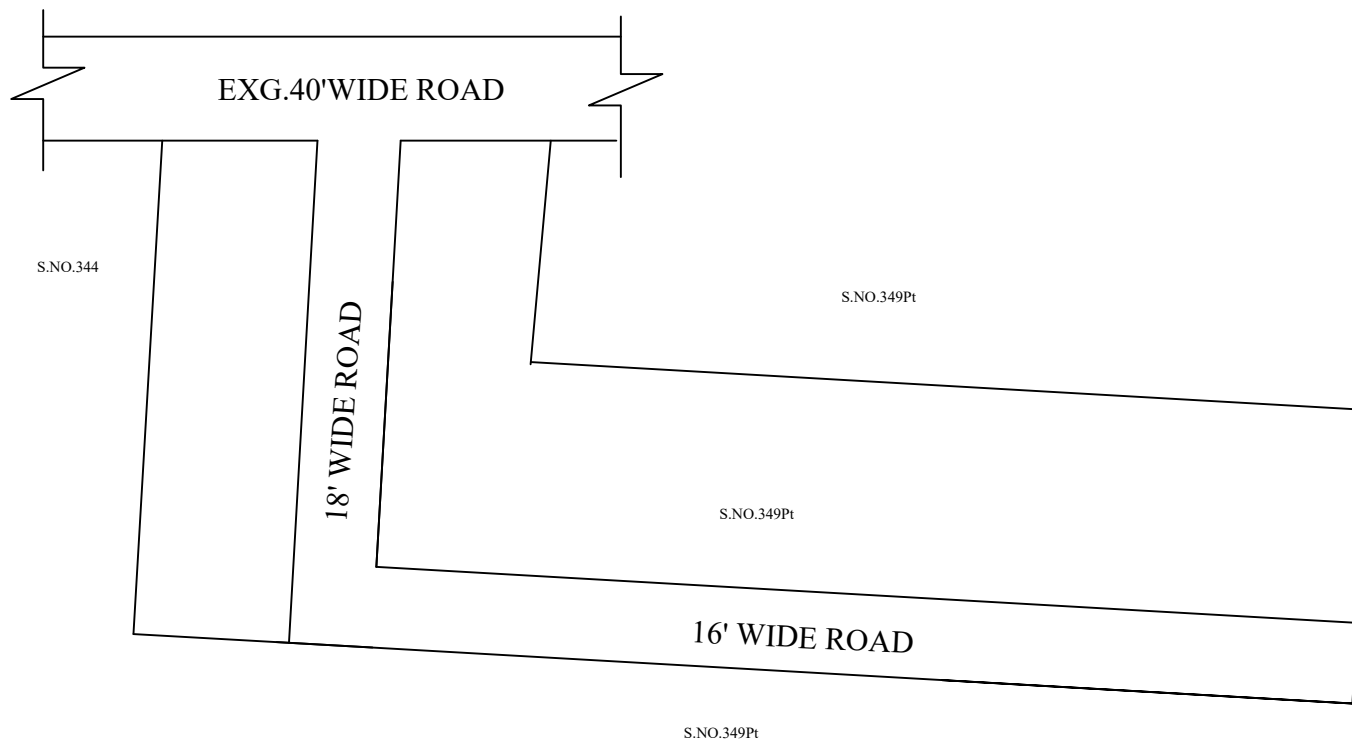 EXG.40'WIDE ROAD
S.NO.344
S.NO.349Pt
18' WIDE ROAD
S.NO.349Pt
16' WIDE ROAD
S.NO.349Pt